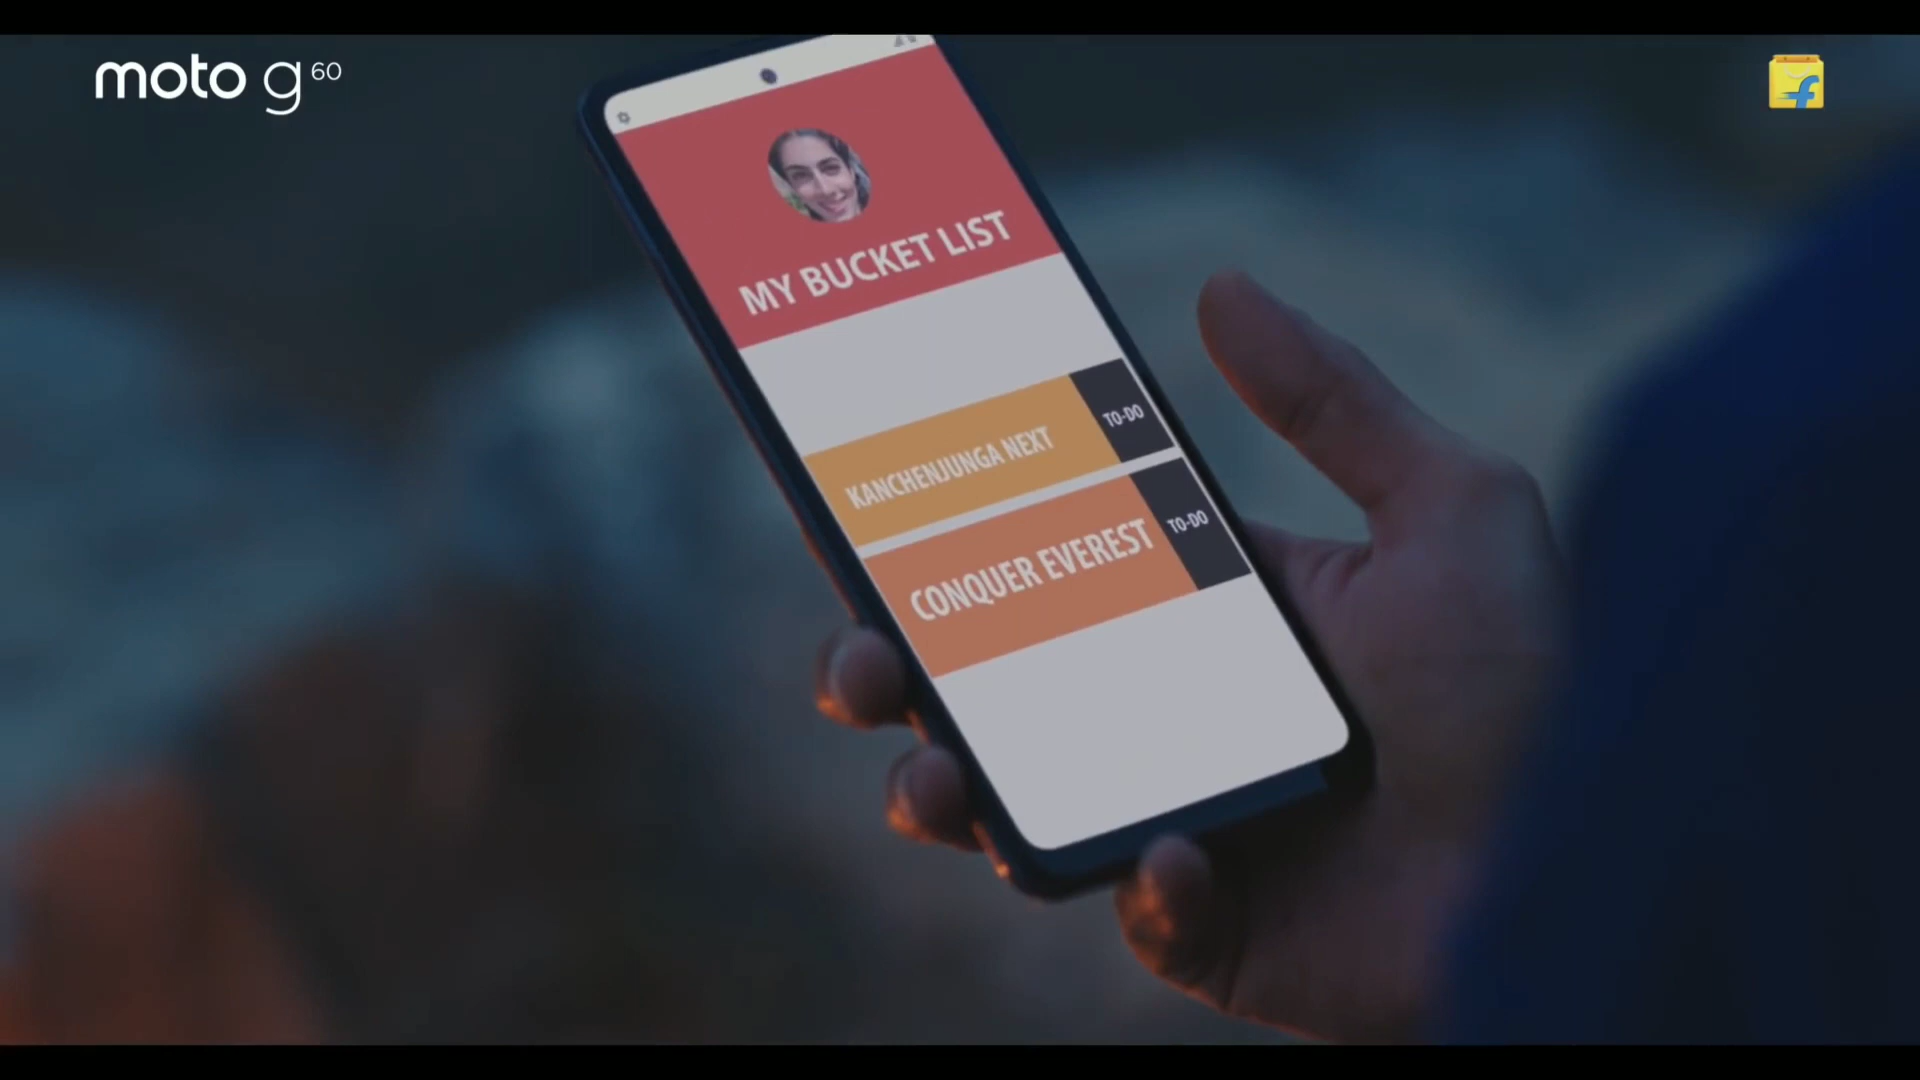 moto g60
MY BUCKET LIST
KANCHENJUNGA NEXT
TO-DO
CONQUER EVEREST
TO-DO